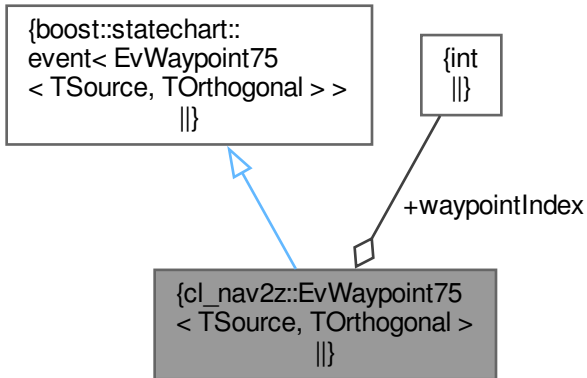 {boost::statechart::
event< EvWaypoint75
< TSource, TOrthogonal > >
||}
{int
||}
+waypointIndex
{cl_nav2z::EvWaypoint75
< TSource, TOrthogonal >
||}